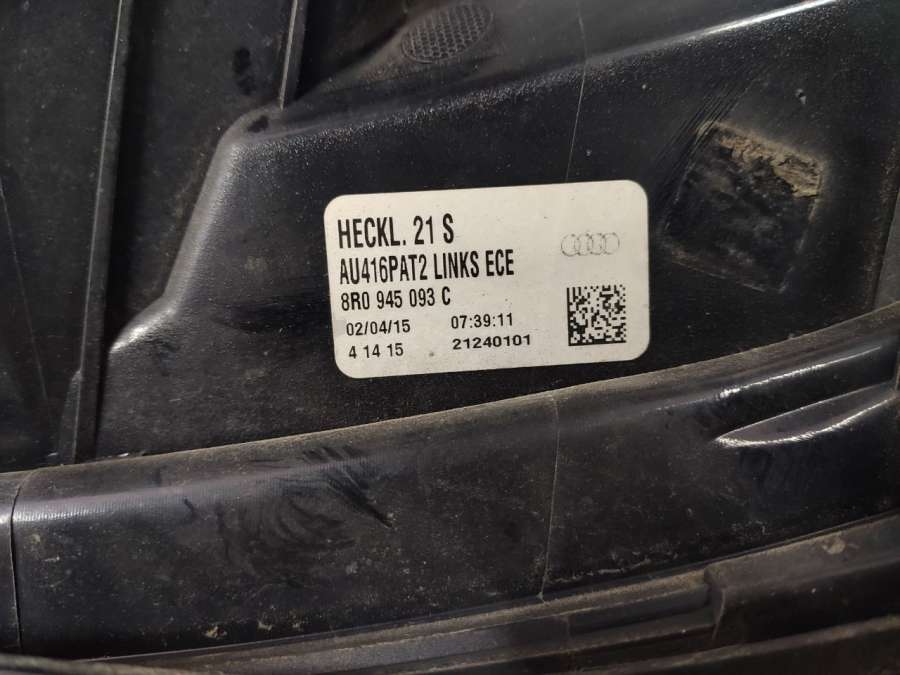 HECKL. 21 S
AU416PAT2 LINKS ECE
8R0 945 093 C
02/04/15 07:39:11
4 14 15 21240101